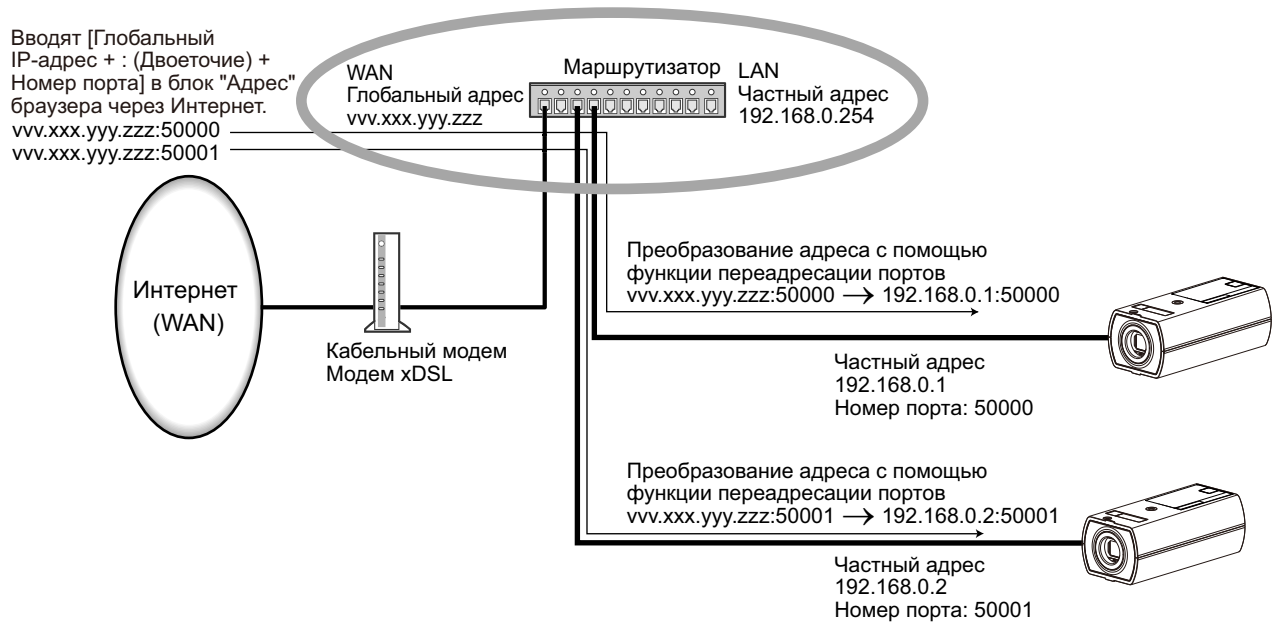 Вводят [Глобальный
IP-адрес + : (Двоеточие) +
Номер порта] в блок "Адрес"
браузера через Интернет.
vvv.xxx.yyy.zzz:50000
vvv.xxx.yyy.zzz:50001
WAN
Глобальный адрес
vvv.xxx.yyy.zzz
Маршрутизатор
LAN
Частный адрес
192.168.0.254
Интернет
(WAN)
Кабельный модем
Модем xDSL
Преобразование адреса с помощью
функции переадресации портов
vvv.xxx.yyy.zzz:50000 → 192.168.0.1:50000
Частный адрес
192.168.0.1
Номер порта: 50000
Преобразование адреса с помощью
функции переадресации портов
vvv.xxx.yyy.zzz:50001 → 192.168.0.2:50001
Частный адрес
192.168.0.2
Номер порта: 50001